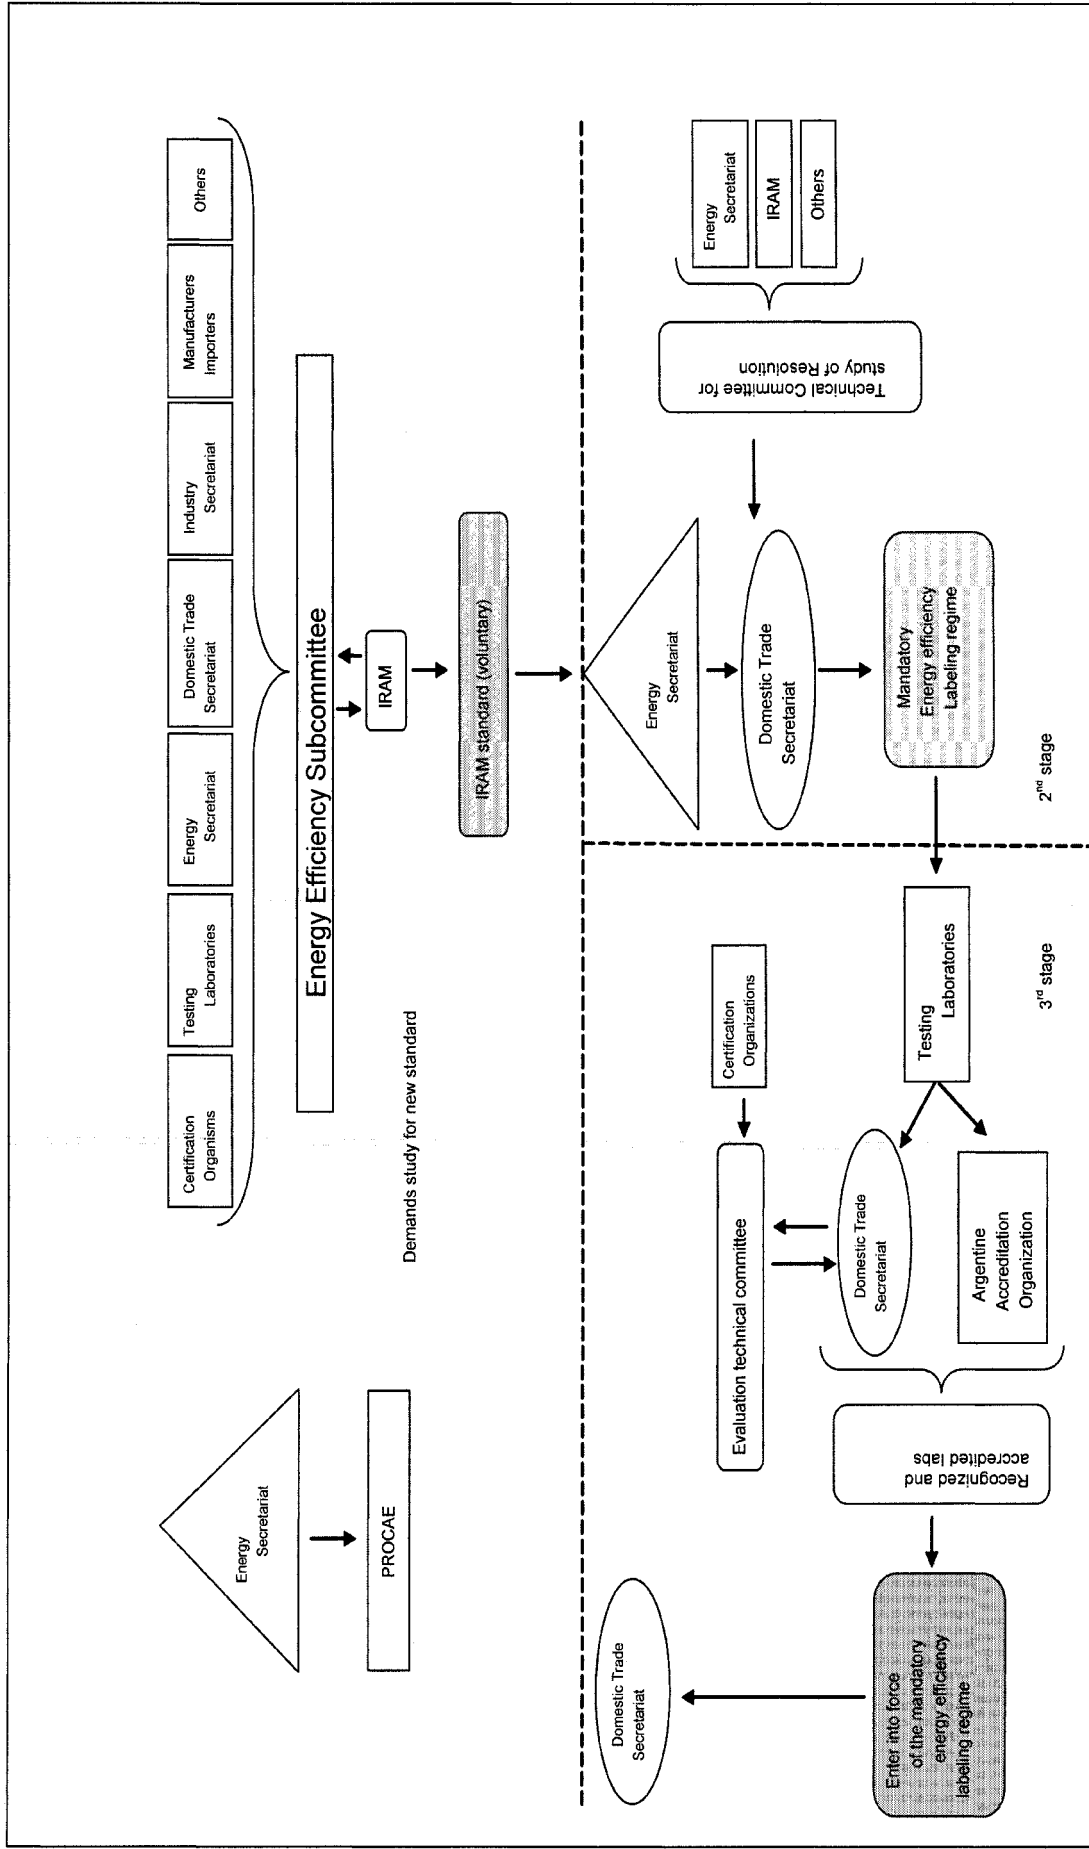 Certification
Organisms
Testing
Laboratories
Energy
Secretariat
Domestic Trade
Secretariat
Industry
Secretariat
Manufacturers
Importers
Others
Energy Efficiency Subcommittee
Energy
Secretariat
PROCAE
Demands study for new standard
IRAM
IRAM standard (voluntary)
Energy
Secretariat
Domestic Trade
Secretariat
Technical Committee for
study of Resolution
Energy
Secretariat
IRAM
Others
Mandatory
Energy efficiency
Labeling regime
2nd stage
Testing
Laboratories
3rd stage
Certification
Organizations
Evaluation technical committee
Domestic Trade
Secretariat
Argentine
Accreditation
Organization
Recognized and
accredited labs
Enter into force
of the mandatory
energy efficiency
labeling regime
Domestic Trade
Secretariat